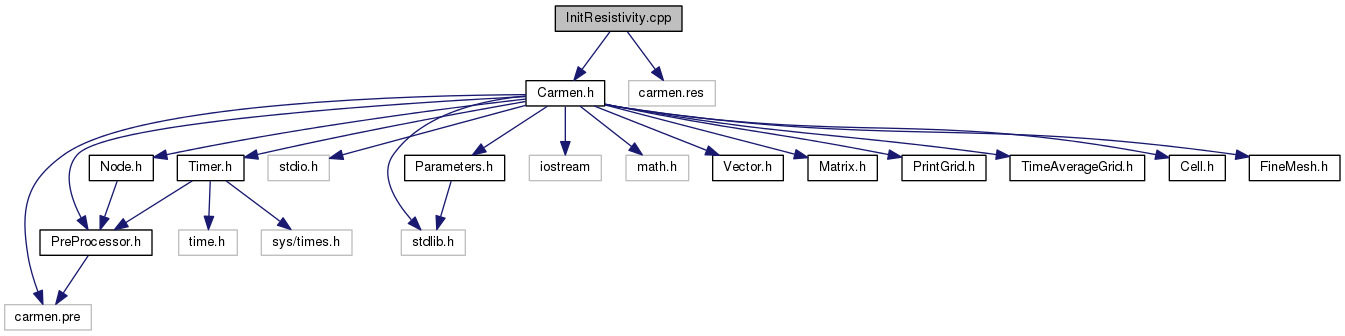 InitResistivity.cpp
Carmen.h
carmen.res
Node.h
Timer.h
stdio.h
Parameters.h
iostream
math.h
Vector.h
Matrix.h
PrintGrid.h
TimeAverageGrid.h
Cell.h
FineMesh.h
PreProcessor.h
time.h
sys/times.h
stdlib.h
carmen.pre